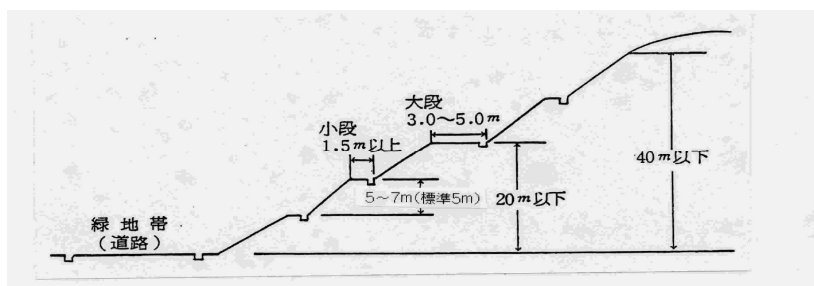 大段
3.0～5.0m
小段
1.5m以上
40m以下
5～7m(標準5m)
20m以下
緑地帯
(道路)